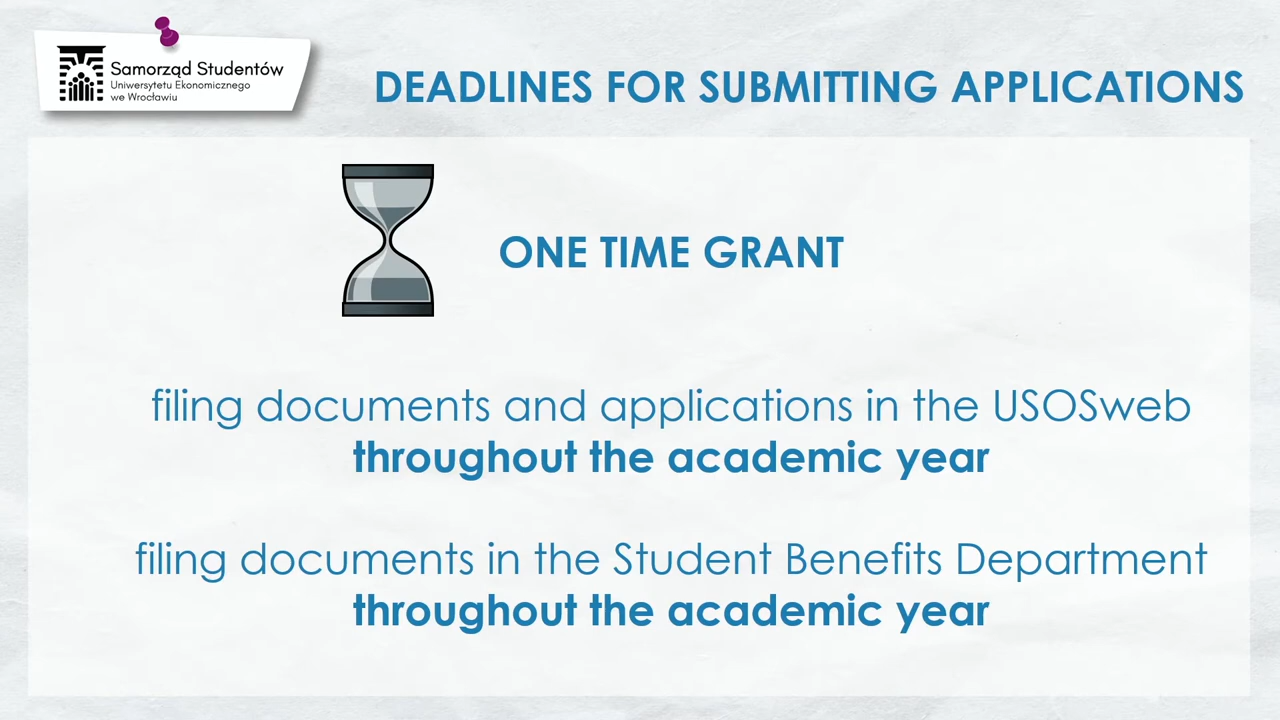 Samorząd Studentów
Uniwersytetu Ekonomicznego
we Wrocławiu
DEADLINES FOR SUBMITTING APPLICATIONS
ONE TIME GRANT
filing documents and applications in the USOSweb
throughout the academic year
filing documents in the Student Benefits Department
throughout the academic year